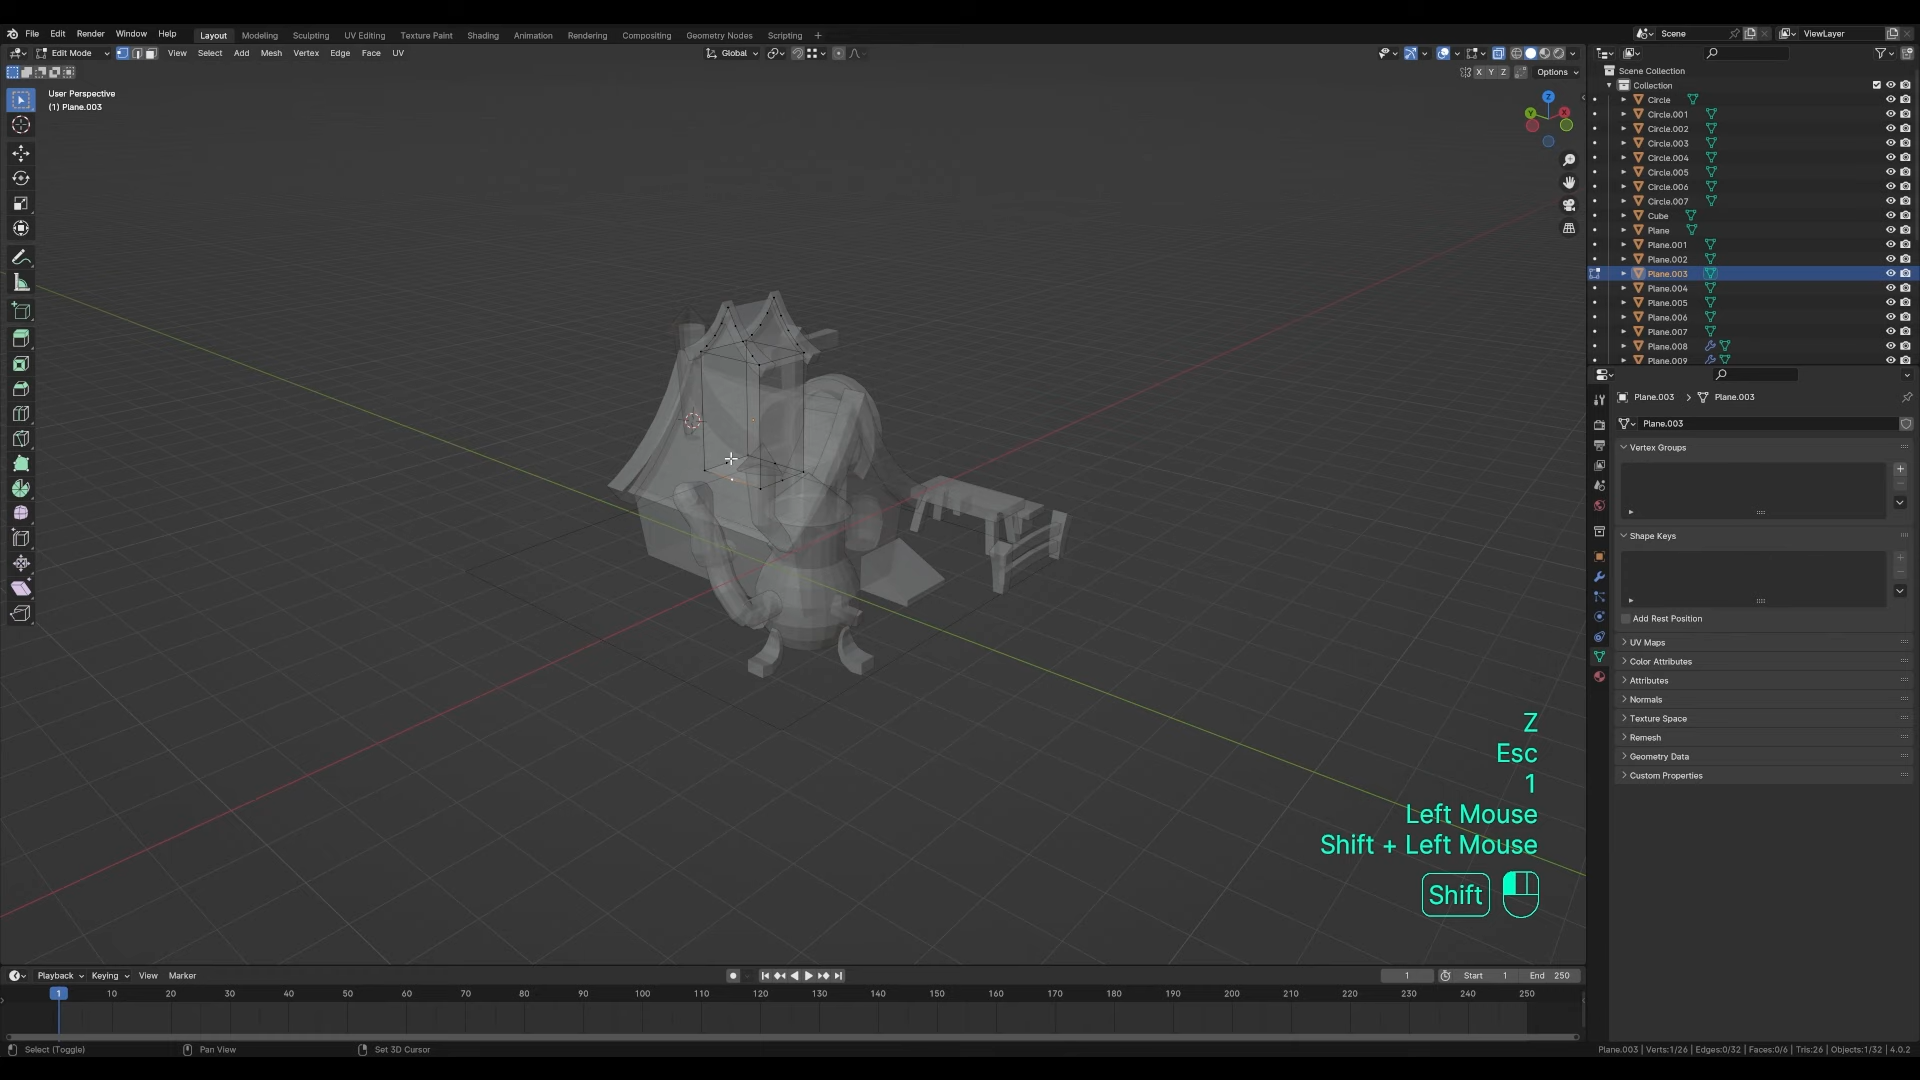 File Edit Render Window Help Layout Modeling Sculpting UV Editing Texture Paint Shading Animation Rendering Compositing Geometry Nodes Scripting + Scene ViewLayer
Edit Mode View Select Add Mesh Vertex Edge Face UV Global
X Y Z Options
User Perspective
(1) Plane.003
Z
X
Y
Scene Collection
Collection
Circle
Circle.001
Circle.002
Circle.003
Circle.004
Circle.005
Circle.006
Circle.007
Cube
Plane
Plane.001
Plane.002
Plane.003
Plane.004
Plane.005
Plane.006
Plane.007
Plane.008
Plane.009
Plane.003 > Plane.003
Plane.003
Vertex Groups
Shape Keys
Add Rest Position
UV Maps
Color Attributes
Attributes
Normals
Texture Space
Remesh
Geometry Data
Custom Properties
Z
Esc
1
Left Mouse
Shift + Left Mouse
Shift
Playback Keying View Marker 1 Start 1 End 250
1 10 20 30 40 50 60 70 80 90 100 110 120 130 140 150 160 170 180 190 200 210 220 230 240 250
Select (Toggle) Pan View Set 3D Cursor Plane.003 | Verts:1/26 | Edges:0/32 | Faces:0/6 | Tris:26 | Objects:1/32 | 4.0.2